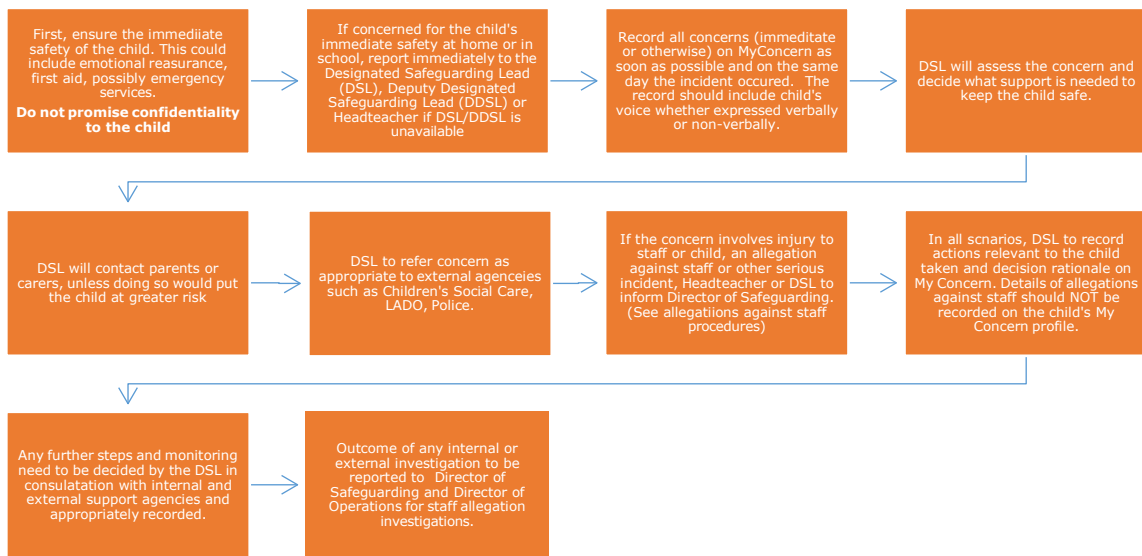 First, ensure the immediiate
safety of the child. This could
include emotional reasurance,
first aid, possibly emergency
services.
Do not promise confidentiality
to the child
If concerned for the child's
immediate safety at home or in
school, report immediately to the
Designated Safeguarding Lead
(DSL), Deputy Designated
Safeguarding Lead (DDSL) or
Headteacher if DSL/DDSL is
unavailable
Record all concerns (immeditate
or otherwise) on MyConcern as
soon as possible and on the same
day the incident occured. The
record should include child's
voice whether expressed verbally
or non-verbally.
DSL will assess the concern and
decide what support is needed to
keep the child safe.
DSL will contact parents or
carers, unless doing so would put
the child at greater risk
DSL to refer concern as
appropriate to external agenceies
such as Children's Social Care,
LADO, Police.
If the concern involves injury to
staff or child, an allegation
against staff or other serious
incident, Headteacher or DSL to
inform Director of Safeguarding.
(See allegatiions against staff
procedures)
In all scnarios, DSL to record
actions relevant to the child
taken and decision rationale on
My Concern. Details of allegations
against staff should NOT be
recorded on the child's My
Concern profile.
Any further steps and monitoring
need to be decided by the DSL in
consulatation with internal and
external support agencies and
appropriately recorded.
Outcome of any internal or
external investigation to be
reported to Director of
Safeguarding and Director of
Operations for staff allegation
investigations.